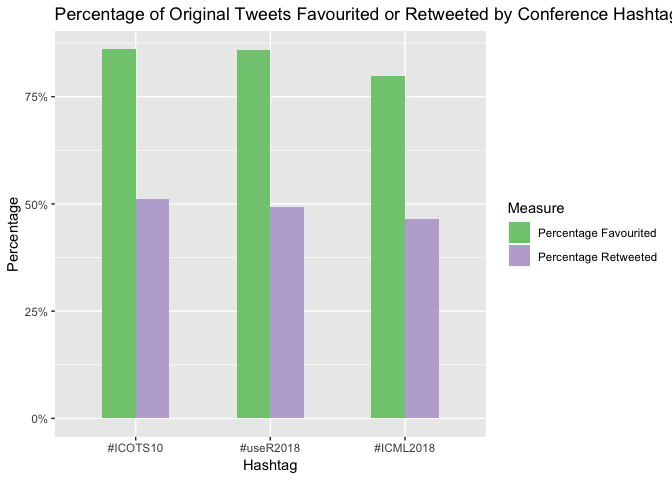 Percentage of Original Tweets Favourited or Retweeted by Conference Hashtag
Percentage
75%
50%
25%
0%
#ICOTS10 #useR2018 #ICML2018
Hashtag
Measure
Percentage Favourited
Percentage Retweeted